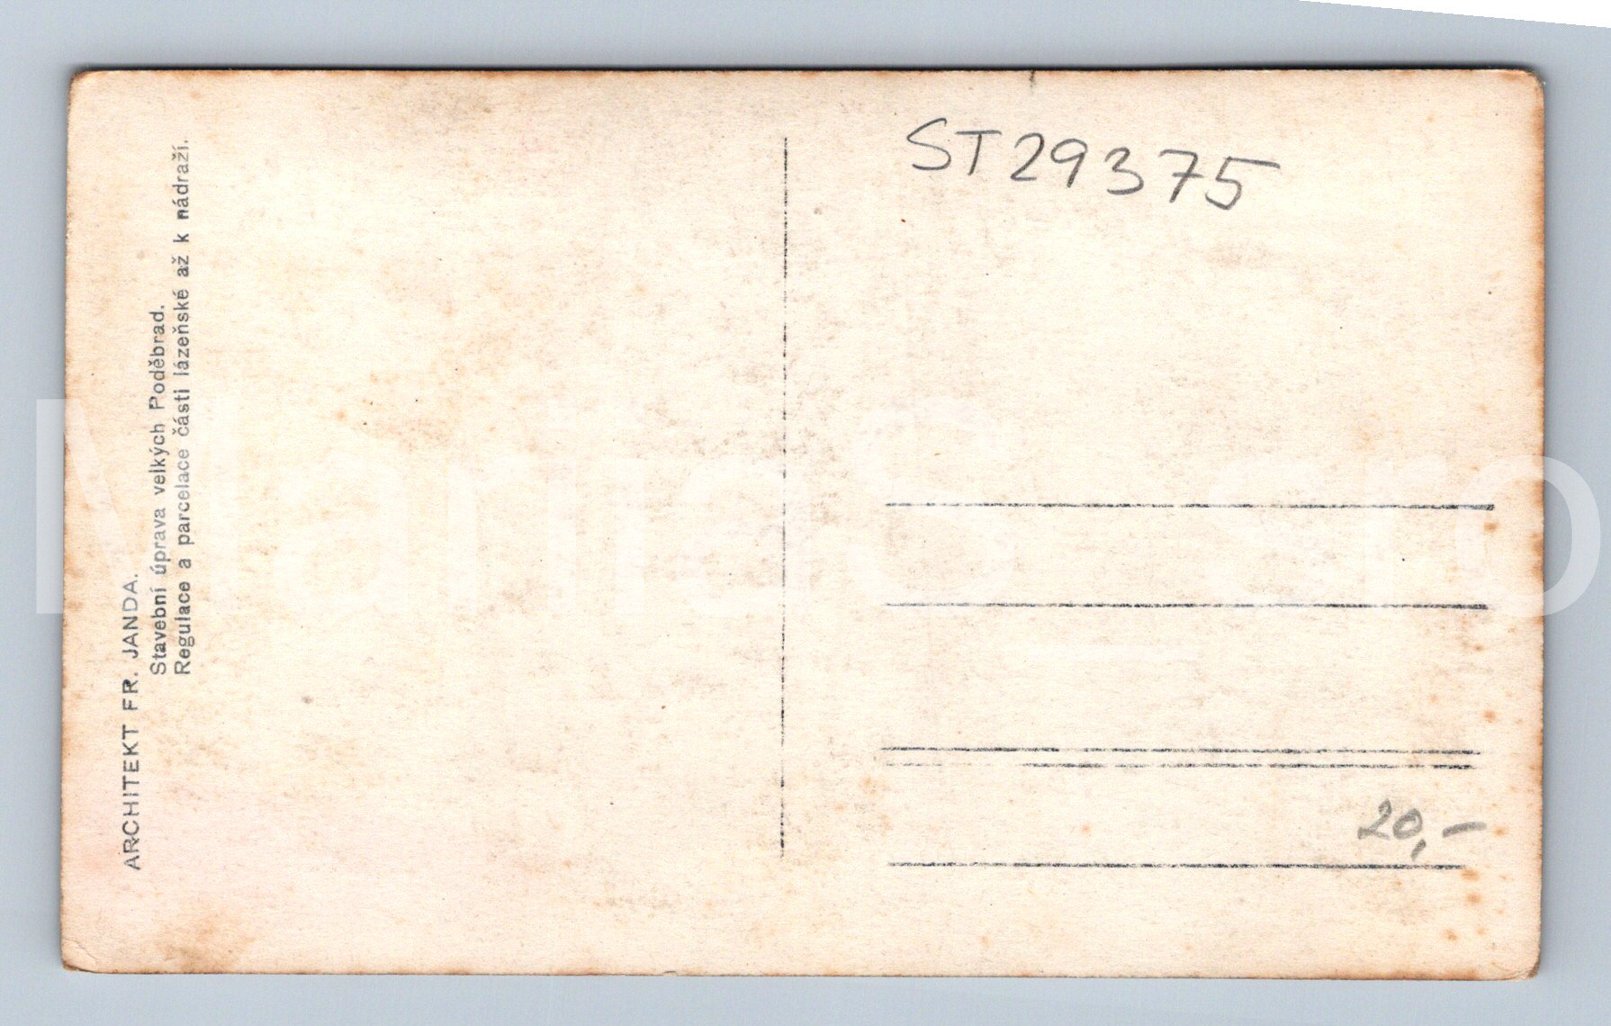 ARCHITEKT FR. JANDA.
Stavební úprava velkých Poděbrad.
Regulace a parcelace části lázeňské až k nádraží.
ST29375
20,-